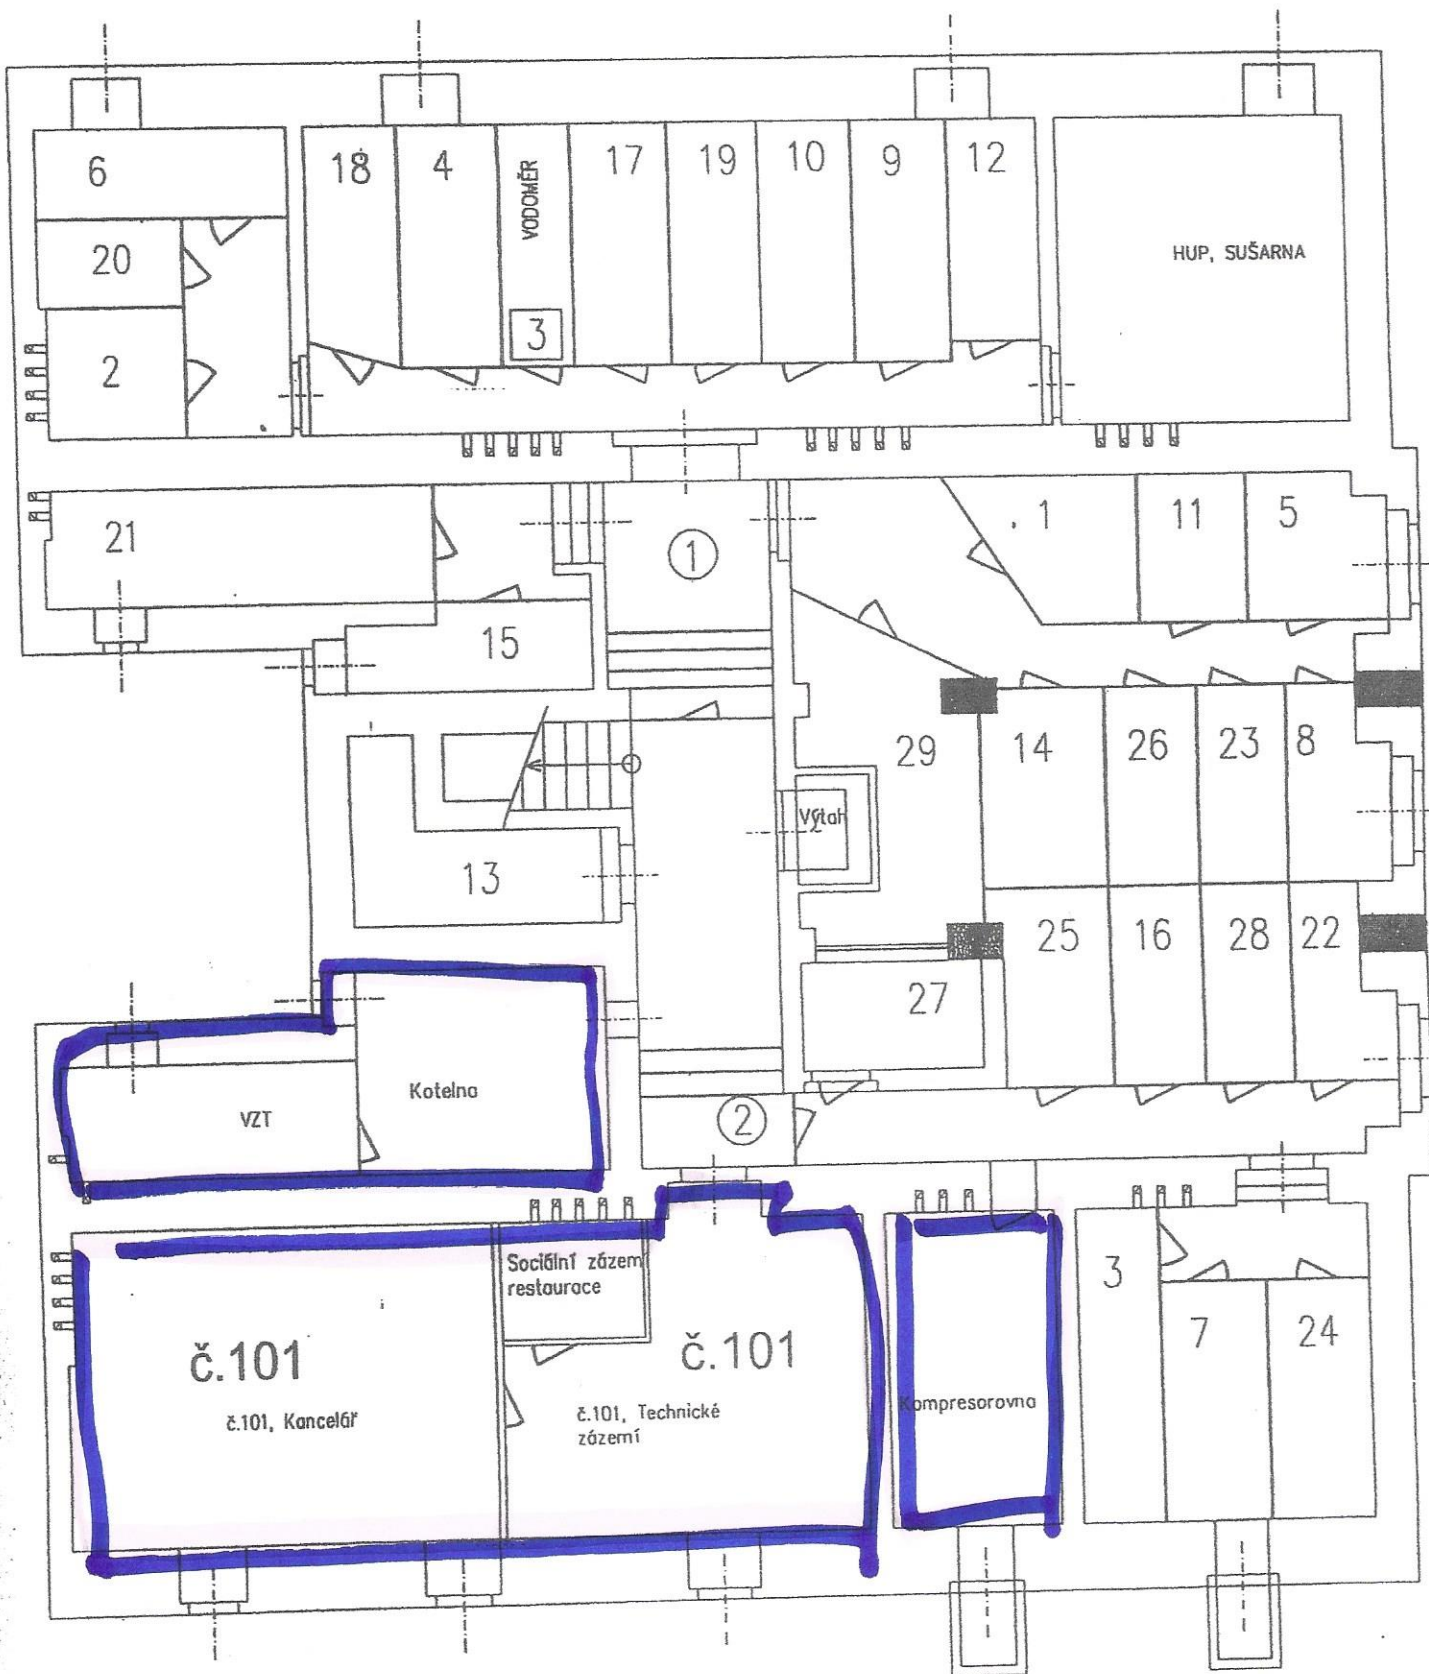 6
18
4
VODOMĚR
17
19
10
9
12
HUP, SUŠARNA
20
2
3
21
1
1
11
5
15
29
14
26
23
8
Výtah
13
25
16
28
22
27
Kotelna
VZT
2
Sociální zázem
restaurace
3
7
24
č.101
č.101
č.101, Kancelář
č.101, Technické
zázemí
Kompresorovna